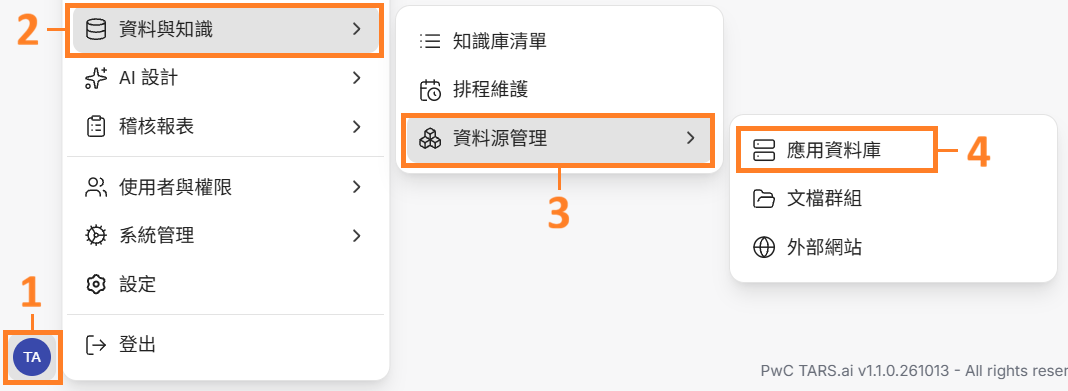 2
資料與知識
AI 設計
稽核報表
使用者與權限
系統管理
設定
登出
1
TA
知識庫清單
排程維護
資料源管理
3
應用資料庫
4
文檔群組
外部網站
PwC TARS.ai v1.1.0.261013 - All rights reser